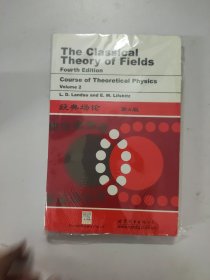 The Classical
Theory of Fields
Fourth Edition
Course of Theoretical Physics
Volume 2
L. D. Landau and E. M. Lifshitz
经典场论 第4版